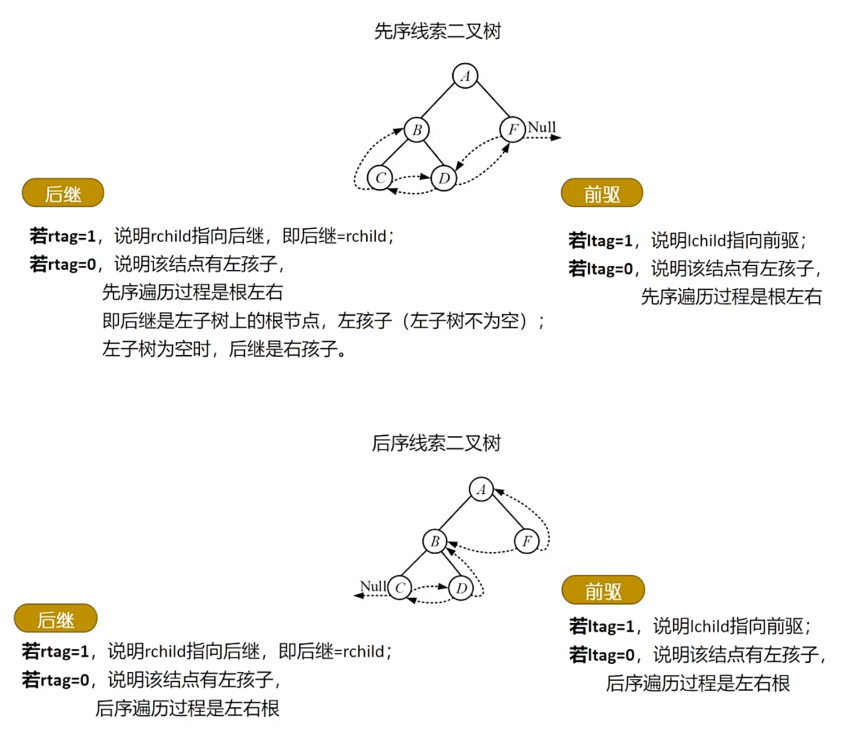 先序线索二叉树
A
B
F
Null
C
D
后继
若rtag=1，说明rchild指向后继，即后继=rchild；
若rtag=0，说明该结点有左孩子，
先序遍历过程是根左右
即后继是左子树上的根节点，左孩子（左子树不为空）；
左子树为空时，后继是右孩子。
前驱
若ltag=1，说明lchild指向前驱；
若ltag=0，说明该结点有左孩子，
先序遍历过程是根左右
后序线索二叉树
A
B
F
Null
C
D
后继
若rtag=1，说明rchild指向后继，即后继=rchild；
若rtag=0，说明该结点有左孩子，
后序遍历过程是左右根
前驱
若ltag=1，说明lchild指向前驱；
若ltag=0，说明该结点有左孩子，
后序遍历过程是左右根